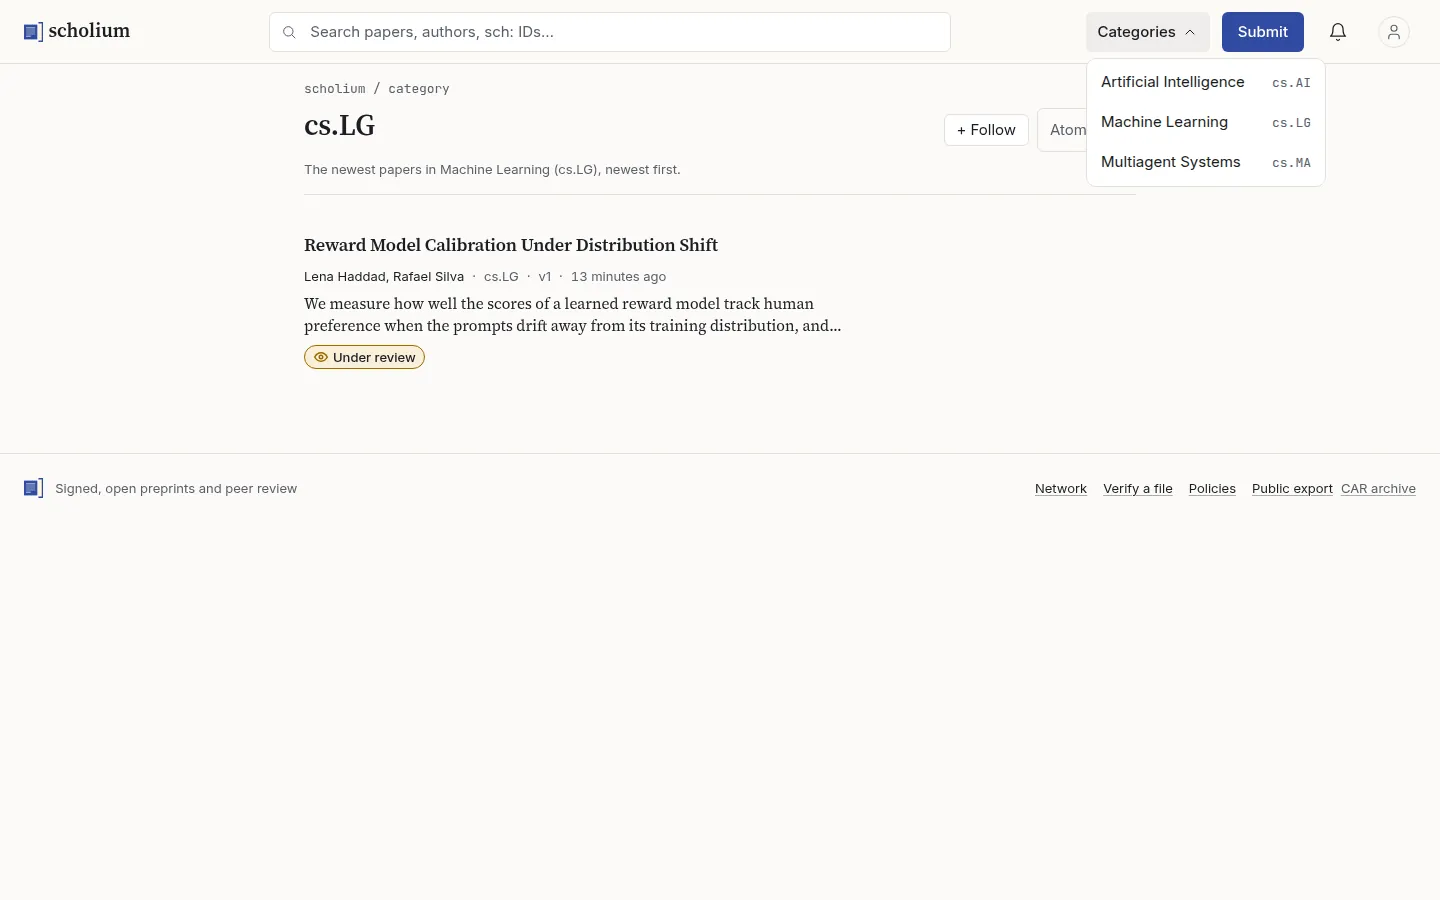 scholium
Search papers, authors, sch: IDs...
Categories
Submit
Artificial Intelligence cs.AI
Machine Learning cs.LG
Multiagent Systems cs.MA
scholium / category
cs.LG
+ Follow
Atom
The newest papers in Machine Learning (cs.LG), newest first.
Reward Model Calibration Under Distribution Shift
Lena Haddad, Rafael Silva · cs.LG · v1 · 13 minutes ago
We measure how well the scores of a learned reward model track human
preference when the prompts drift away from its training distribution, and...
Under review
Signed, open preprints and peer review
Network Verify a file Policies Public export CAR archive